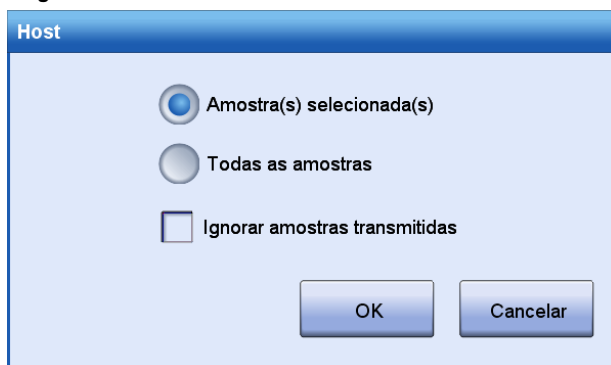 Host
Amostra(s) selecionada(s)
Todas as amostras
Ignorar amostras transmitidas
OK Cancelar